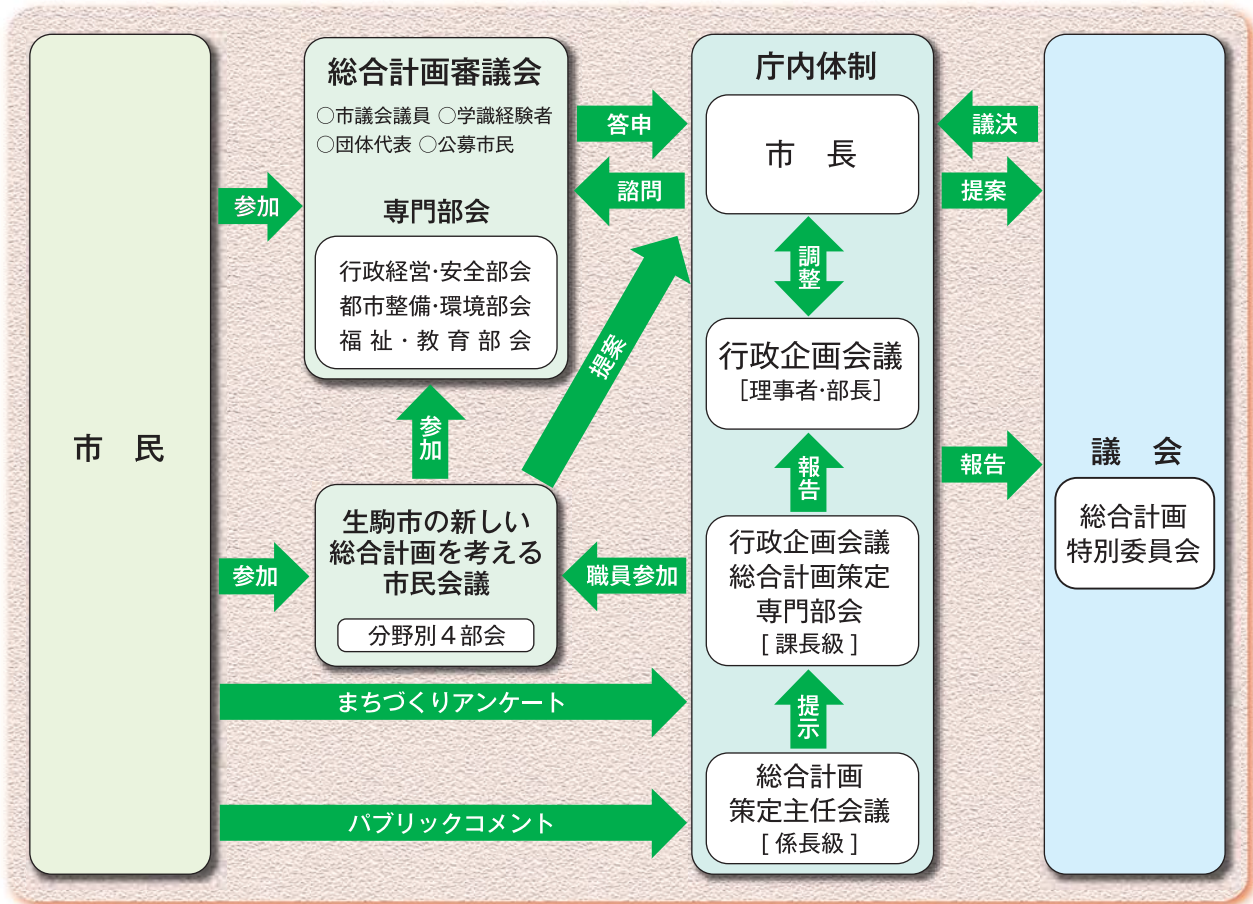 市　民
参加
参加
まちづくりアンケート
パブリックコメント
総合計画審議会
○市議会議員 ○学識経験者
○団体代表 ○公募市民
専門部会
行政経営･安全部会
都市整備･環境部会
福 祉 ･ 教 育 部 会
参加
生駒市の新しい
総合計画を考える
市民会議
分野別４部会
答申
諮問
提案
職員参加
庁内体制
市　長
調整
行政企画会議
［理事者･部長］
報告
行政企画会議
総合計画策定
専門部会
[ 課長級 ]
提示
総合計画
策定主任会議
[ 係長級 ]
議決
提案
報告
議　会
総合計画
特別委員会